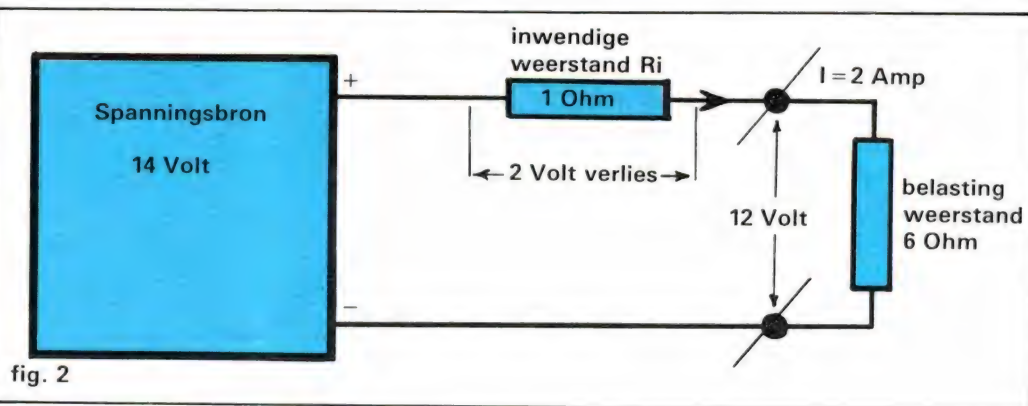 inwendige
weerstand Ri
1 Ohm
+
I = 2 Amp
Spanningsbron
14 Volt
2 Volt verlies
12 Volt
belasting
weerstand
6 Ohm
−
fig. 2